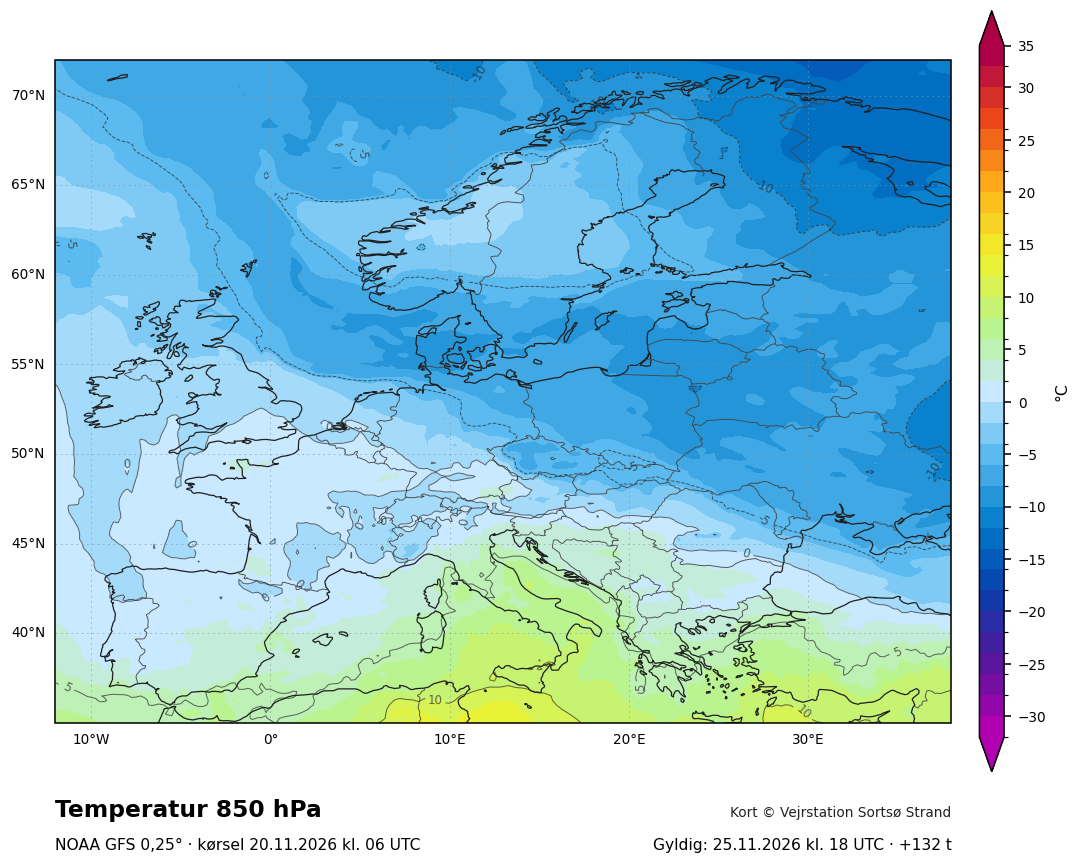 70°N
65°N
60°N
55°N
50°N
45°N
40°N
10°W
0°
10°E
20°E
30°E
35
30
25
20
15
10
5
0
−5
−10
−15
−20
−25
−30
°C
Temperatur 850 hPa
Kort © Vejrstation Sortsø Strand
NOAA GFS 0,25° · kørsel 20.11.2026 kl. 06 UTC
Gyldig: 25.11.2026 kl. 18 UTC · +132 t